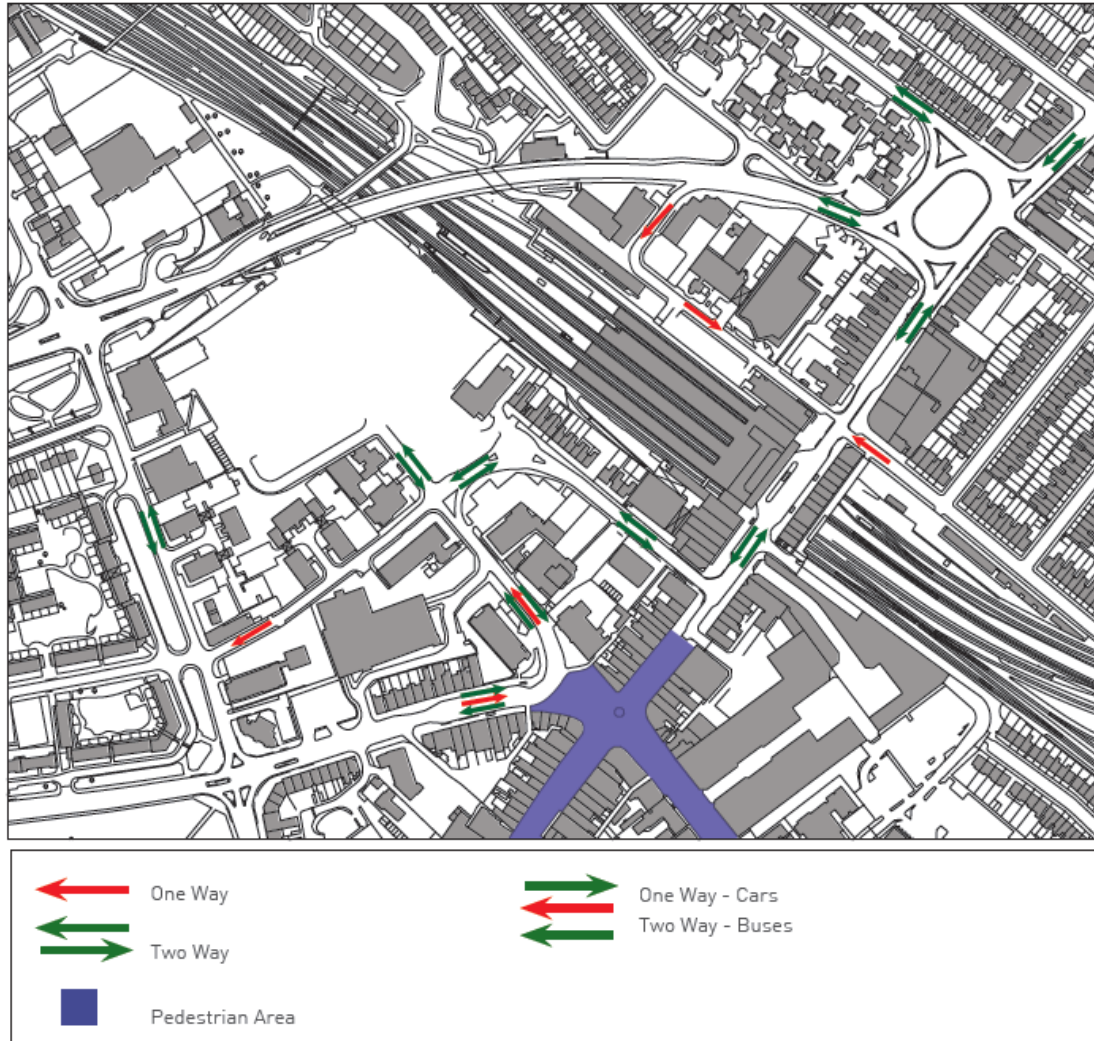 One Way
Two Way
Pedestrian Area
One Way - Cars
Two Way - Buses